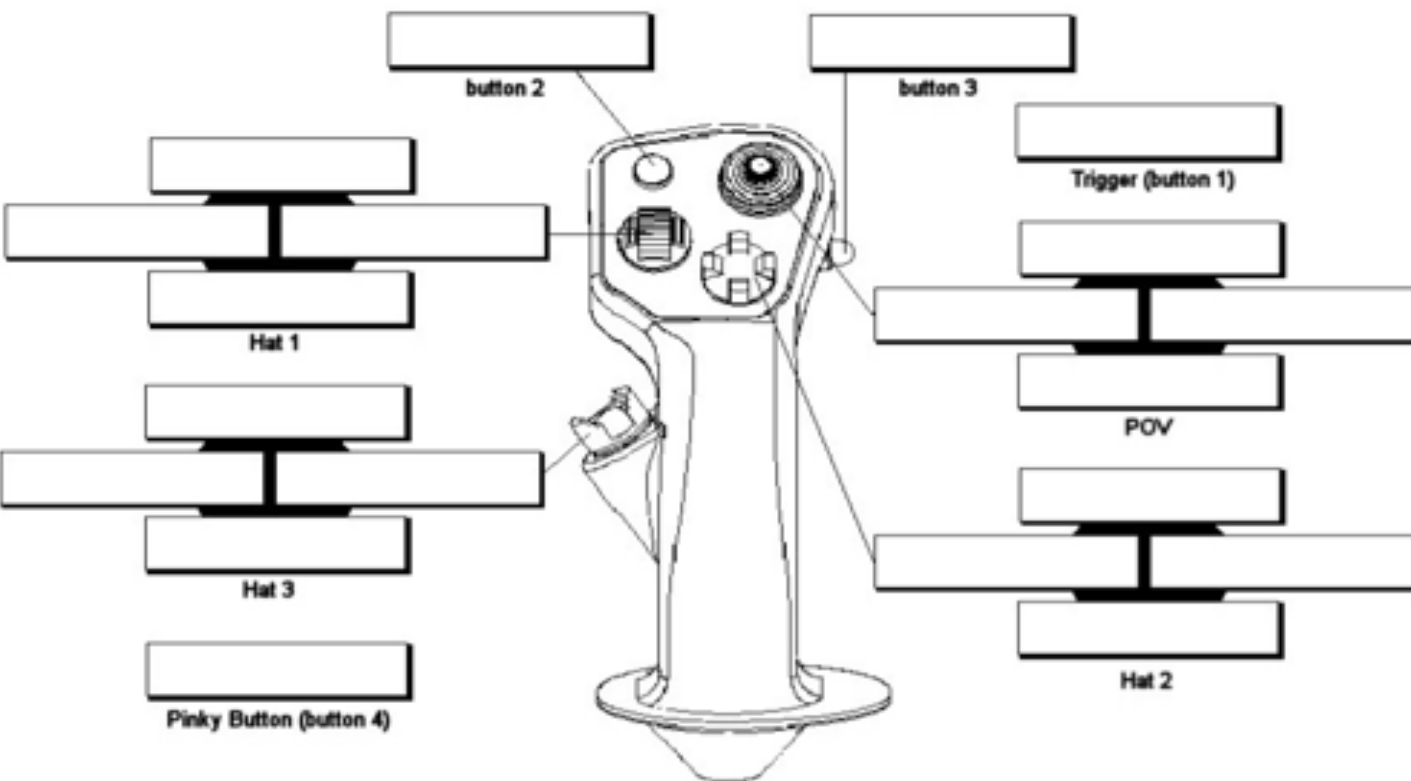 button 2
button 3
Trigger (button 1)
Hat 1
POV
Hat 3
Hat 2
Pinky Button (button 4)